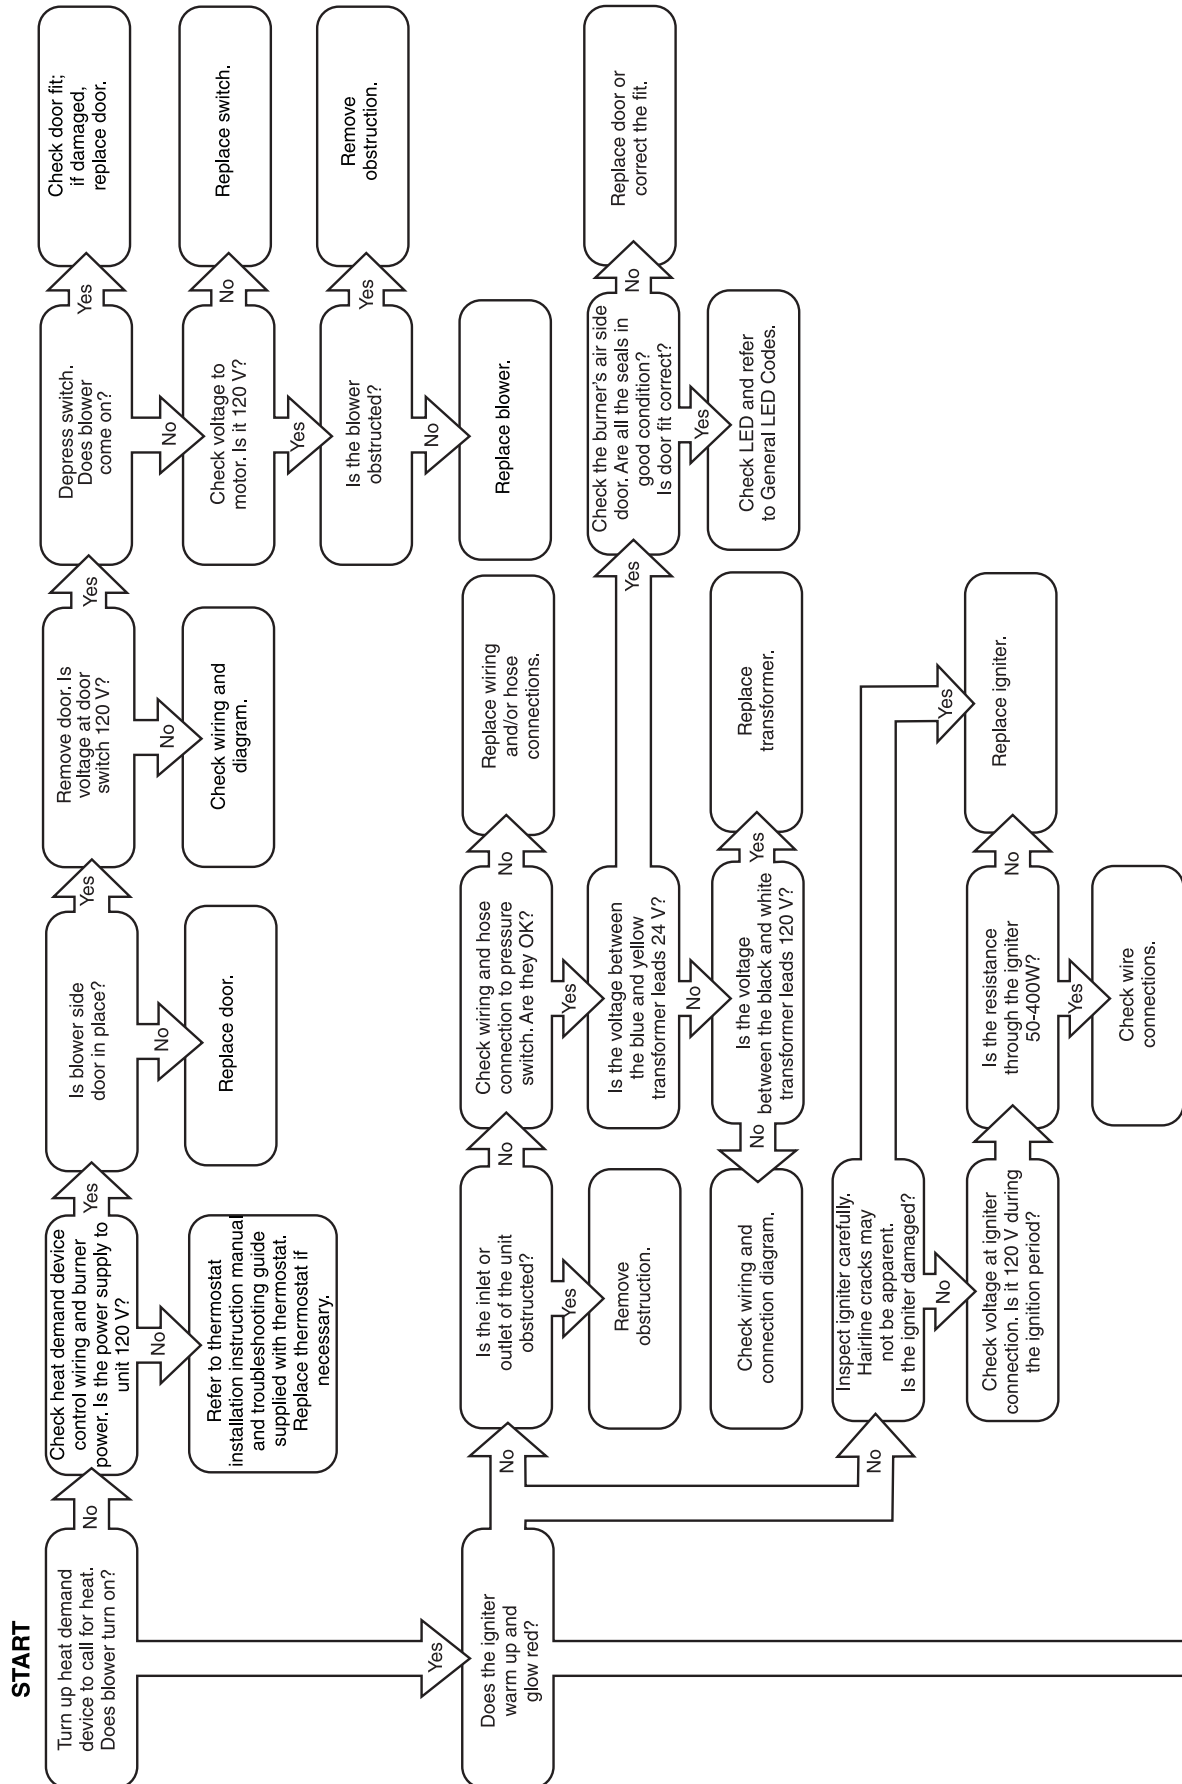 START
Turn up heat demand
device to call for heat.
Does blower turn on?
No
Check heat demand device
control wiring and burner
power. Is the power supply to
unit 120 V?
Yes
Is blower side
door in place?
Yes
Remove door. Is
voltage at door
switch 120 V?
Yes
Depress switch.
Does blower
come on?
Yes
Check door fit;
if damaged,
replace door.
No
Refer to thermostat
installation instruction manual
and troubleshooting guide
supplied with thermostat.
Replace thermostat if
necessary.
No
Replace door.
No
Check wiring and
diagram.
No
Check voltage to
motor. Is it 120 V?
No
Replace switch.
Yes
Is the blower
obstructed?
Yes
Remove
obstruction.
No
Replace blower.
Yes
Does the igniter
warm up and
glow red?
No
Is the inlet or
outlet of the unit
obstructed?
No
Check wiring and hose
connection to pressure
switch. Are they OK?
No
Replace wiring
and/or hose
connections.
Yes
Remove
obstruction.
Yes
Is the voltage between
the blue and yellow
transformer leads 24 V?
Yes
Check the burner's air side
door. Are all the seals in
good condition?
Is door fit correct?
No
Replace door or
correct the fit.
Yes
Check LED and refer
to General LED Codes.
No
Is the voltage
between the black and white
transformer leads 120 V?
Yes
Replace
transformer.
No
Check wiring and
connection diagram.
No
Inspect igniter carefully.
Hairline cracks may
not be apparent.
Is the igniter damaged?
Yes
Replace igniter.
No
Check voltage at igniter
connection. Is it 120 V during
the ignition period?
Is the resistance
through the igniter
50-400W?
No
Yes
Check wire
connections.